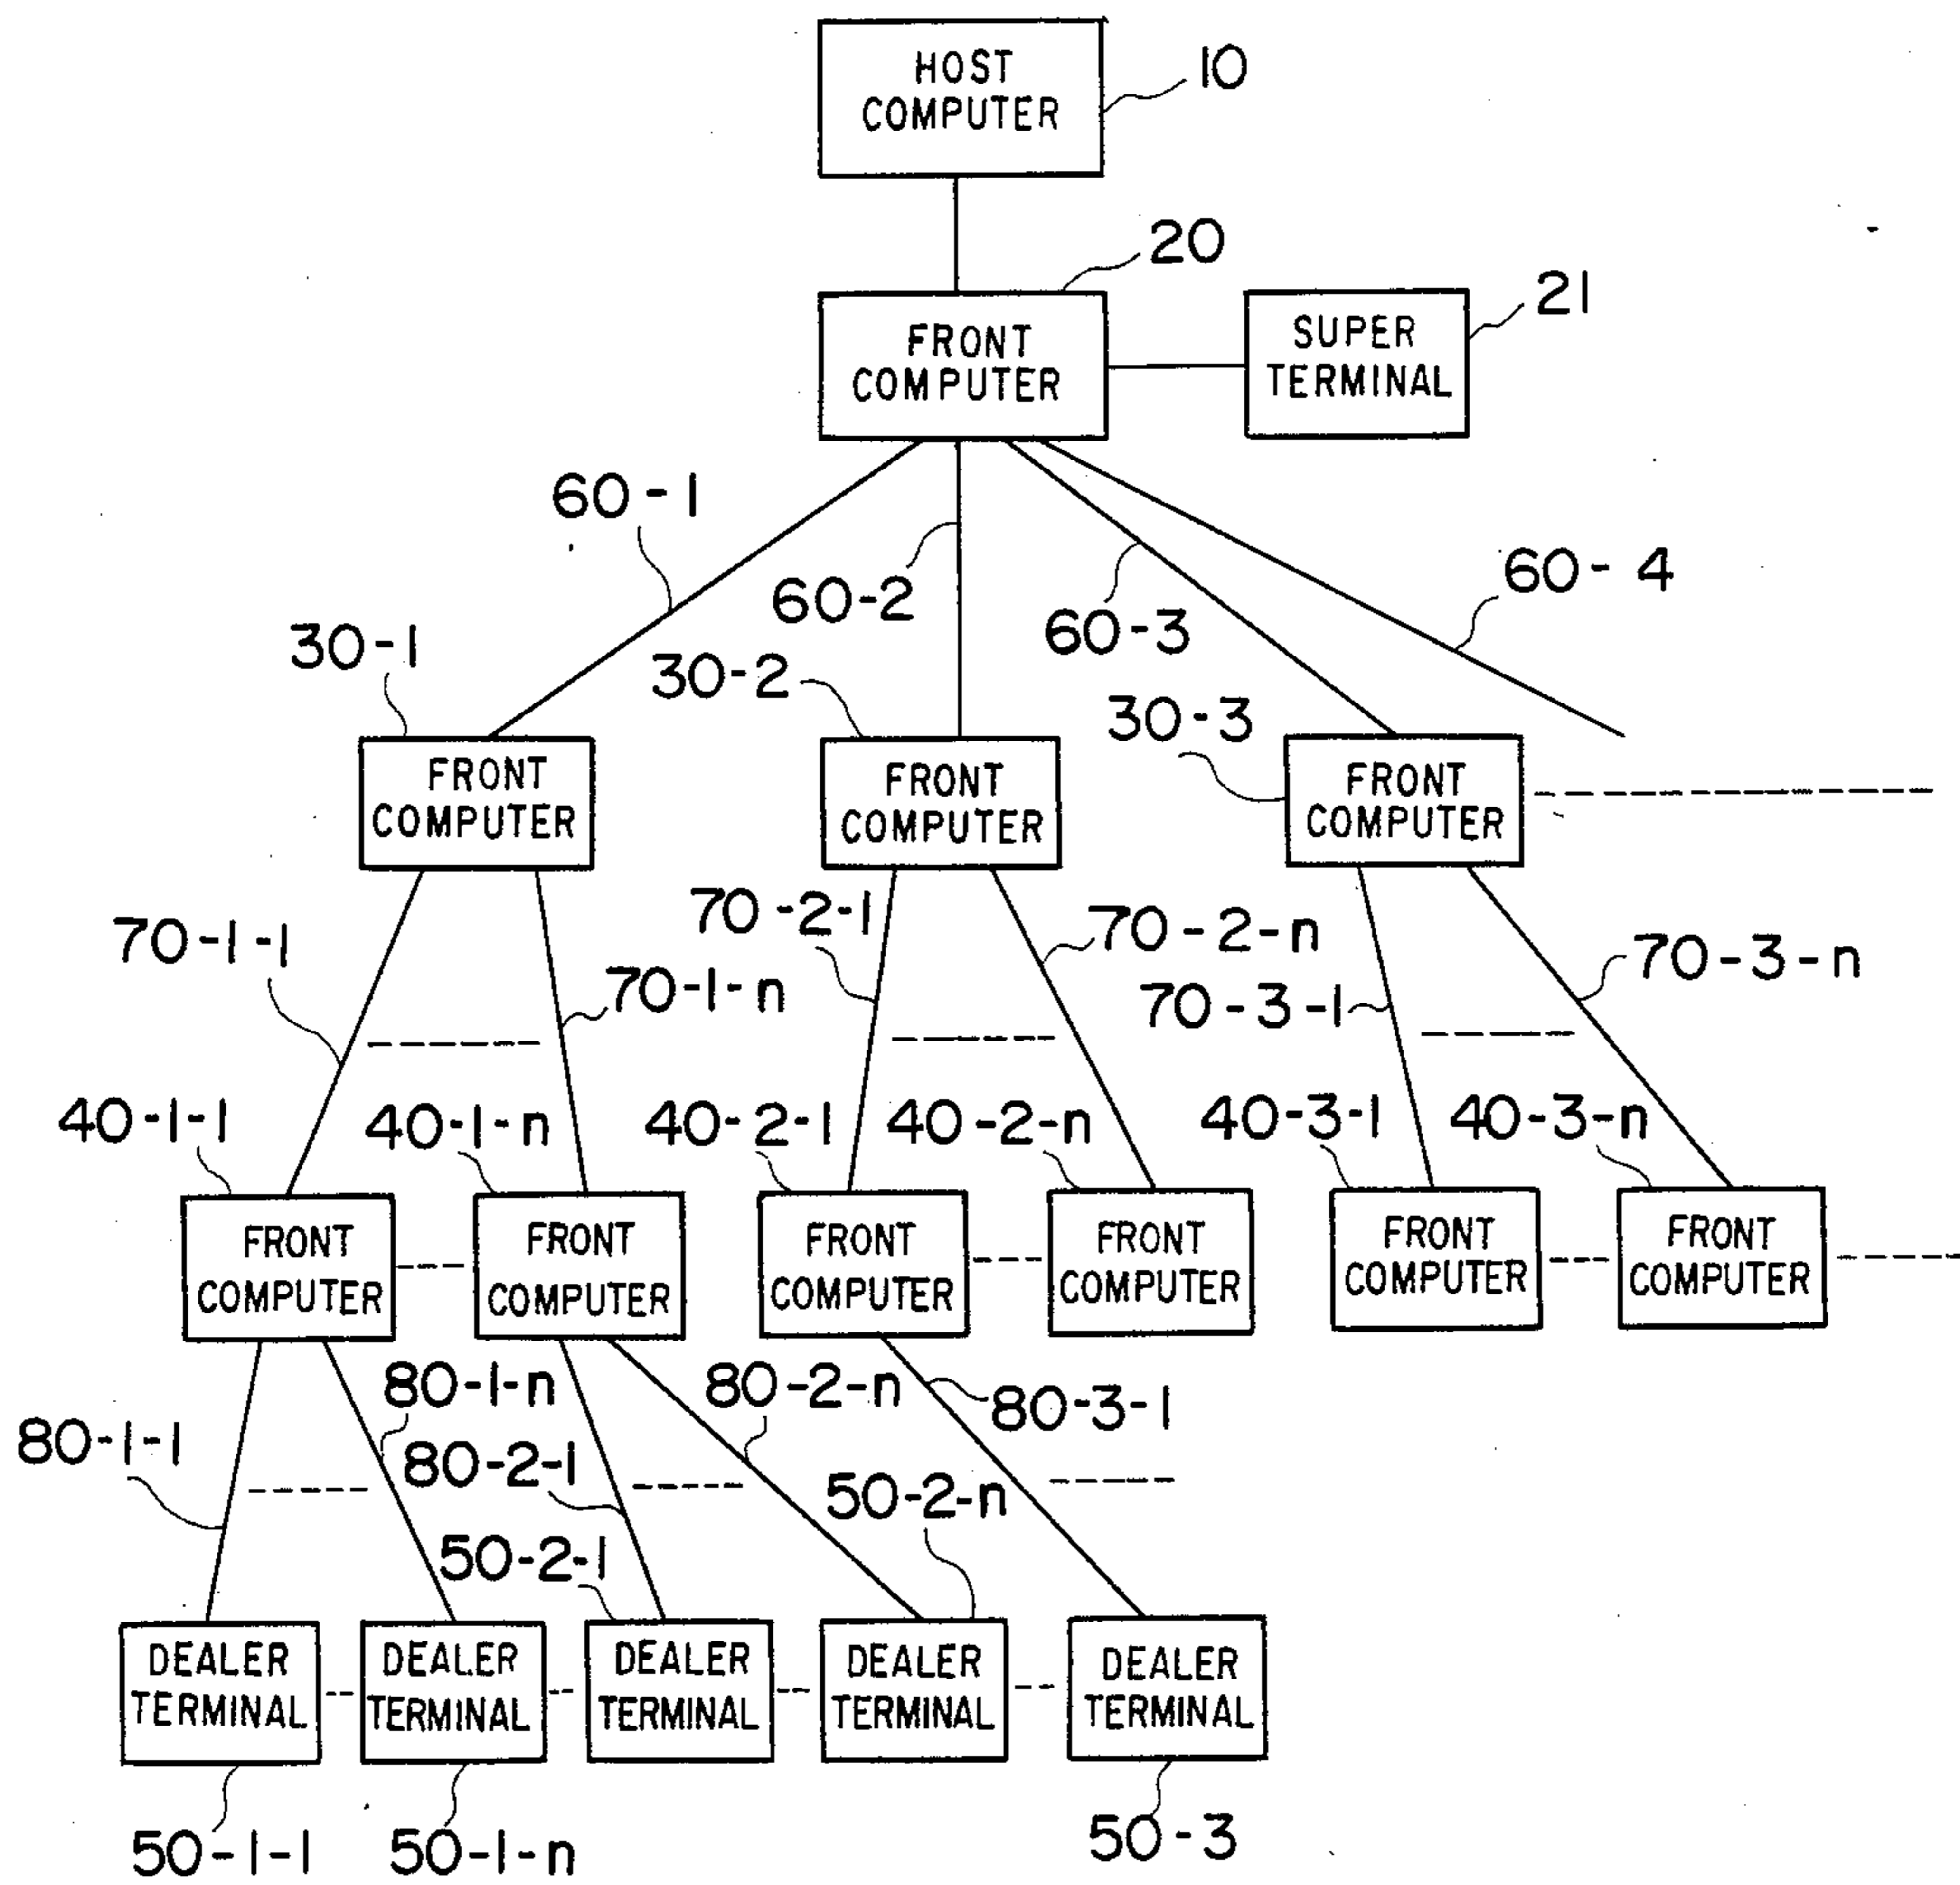 HOST
COMPUTER
10
20
FRONT
COMPUTER
SUPER
TERMINAL
21
60-1
60-2
60-3
60-4
30-1
30-2
30-3
FRONT
COMPUTER
FRONT
COMPUTER
FRONT
COMPUTER
70-1-1
70-1-n
70-2-1
70-2-n
70-3-1
70-3-n
40-1-1
40-1-n
40-2-1
40-2-n
40-3-1
40-3-n
FRONT
COMPUTER
FRONT
COMPUTER
FRONT
COMPUTER
FRONT
COMPUTER
FRONT
COMPUTER
FRONT
COMPUTER
80-1-1
80-1-n
80-2-1
80-2-n
80-3-1
50-2-1
50-2-n
DEALER
TERMINAL
DEALER
TERMINAL
DEALER
TERMINAL
DEALER
TERMINAL
DEALER
TERMINAL
50-1-1
50-1-n
50-3